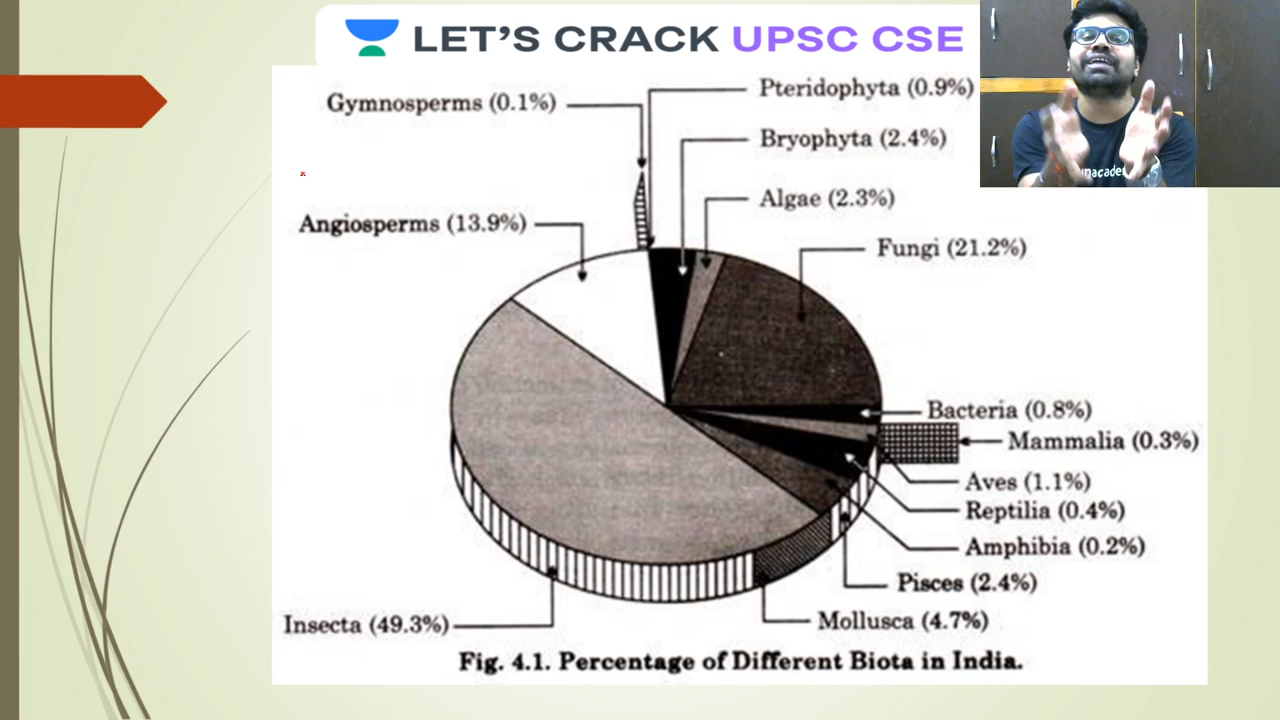 LET'S CRACK UPSC CSE
Gymnosperms (0.1%)
Pteridophyta (0.9%)
Bryophyta (2.4%)
Algae (2.3%)
Angiosperms (13.9%)
Fungi (21.2%)
Bacteria (0.8%)
Mammalia (0.3%)
Aves (1.1%)
Reptilia (0.4%)
Amphibia (0.2%)
Pisces (2.4%)
Insecta (49.3%)
Mollusca (4.7%)
Fig. 4.1. Percentage of Different Biota in India.